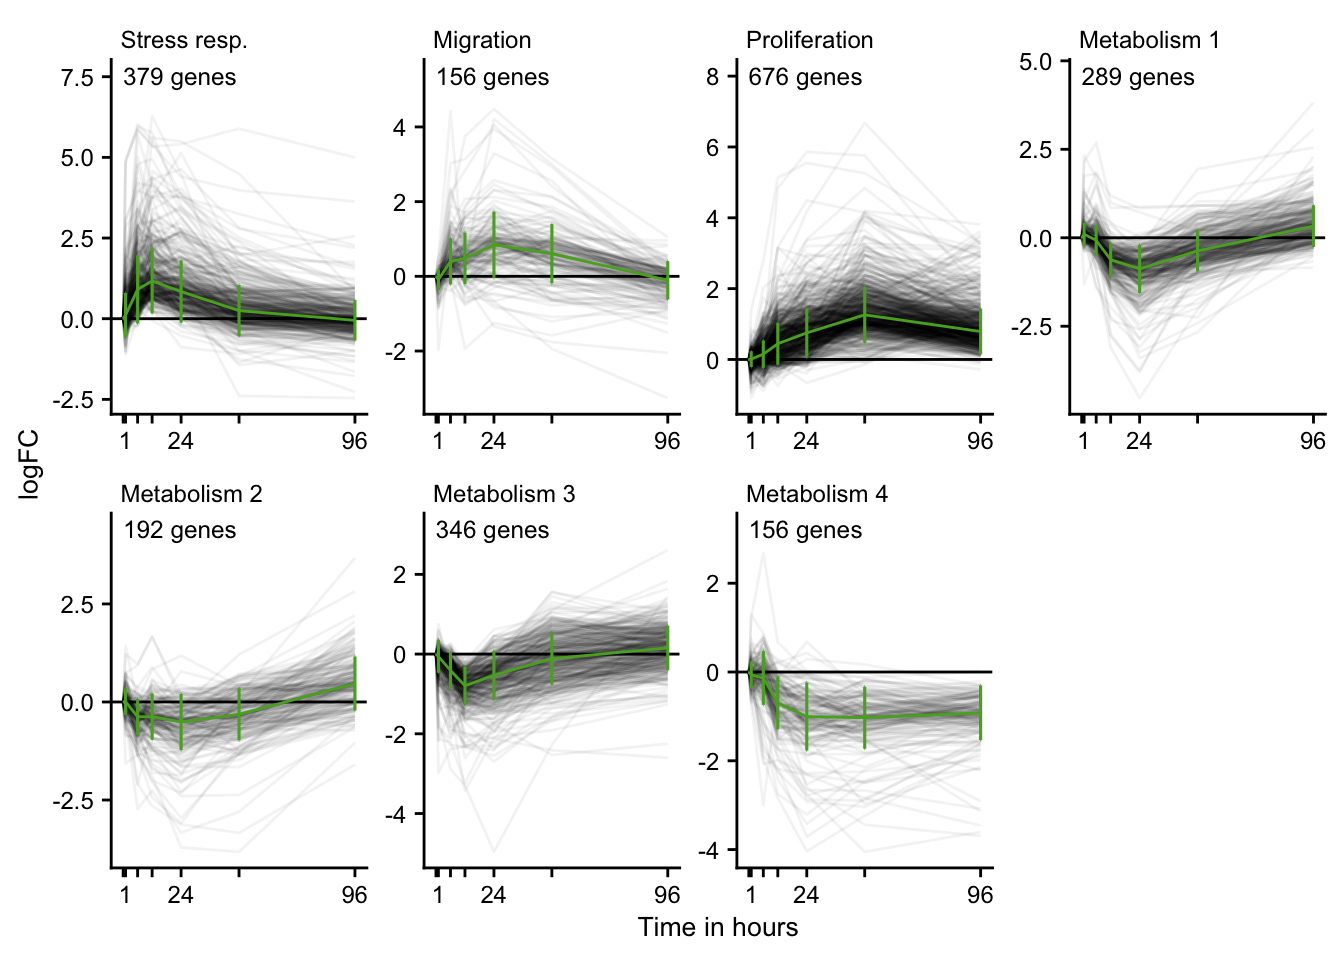 Stress resp.
379 genes
7.5
5.0
2.5
0.0
-2.5
1 24 96
Migration
156 genes
4
2
0
-2
1 24 96
Proliferation
676 genes
8
6
4
2
0
1 24 96
Metabolism 1
289 genes
5.0
2.5
0.0
-2.5
1 24 96
logFC
Metabolism 2
192 genes
2.5
0.0
-2.5
1 24 96
Metabolism 3
346 genes
2
0
-2
-4
1 24 96
Metabolism 4
156 genes
2
0
-2
-4
1 24 96
Time in hours